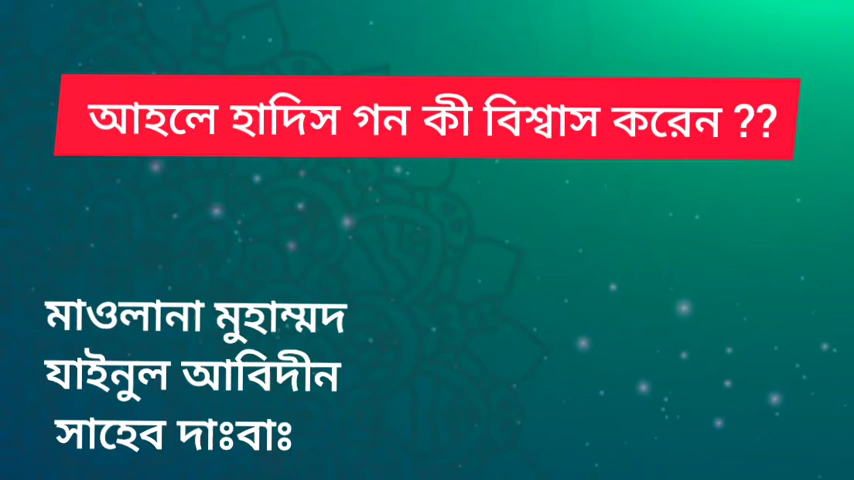 আহলে হাদিস গন কী বিশ্বাস করেন ??
মাওলানা মুহাম্মদ
যাইনুল আবিদীন
সাহেব দাঃবাঃ